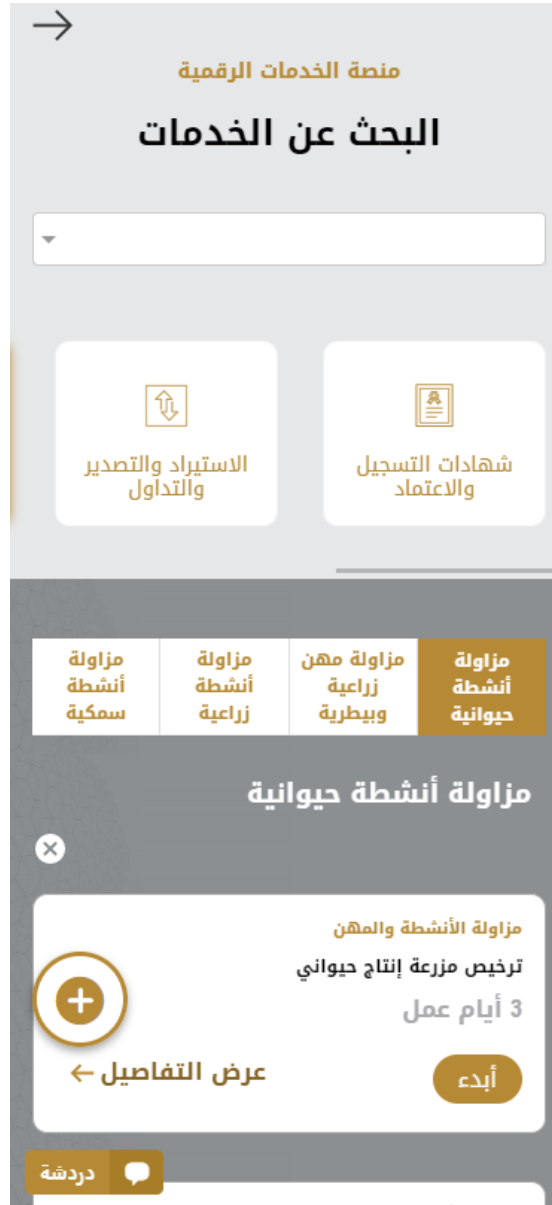 منصة الخدمات الرقمية
البحث عن الخدمات
شهادات التسجيل
والاعتماد
الاستيراد والتصدير
والتداول
مزاولة
أنشطة
حيوانية
مزاولة مهن
زراعية
وبيطرية
مزاولة
أنشطة
زراعية
مزاولة
أنشطة
سمكية
مزاولة أنشطة حيوانية
مزاولة الأنشطة والمهن
ترخيص مزرعة إنتاج حيواني
3 أيام عمل
أبدء
عرض التفاصيل
دردشة